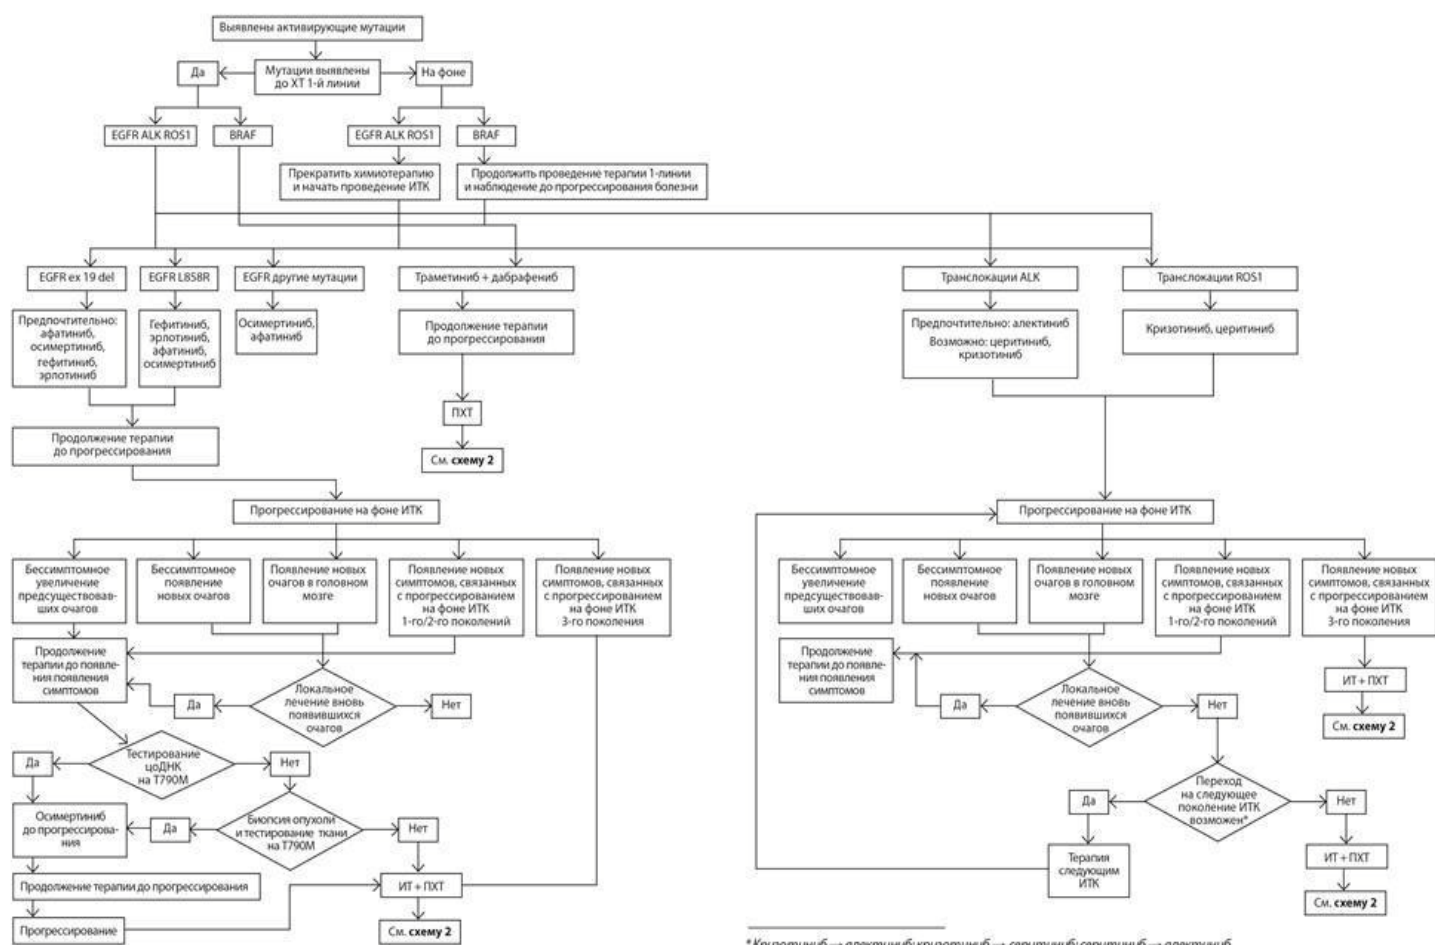 Выявлены активирующие мутации
Да
Мутации выявлены
до ХТ 1-й линии
На фоне
EGFR ALK ROS1
BRAF
EGFR ALK ROS1
BRAF
Прекратить химиотерапию
и начать проведение ИТК
Продолжить проведение терапии 1-линии
и наблюдение до прогрессирования болезни
EGFR ex 19 del
EGFR L858R
EGFR другие мутации
Траметиниб + дабрафениб
Транслокации ALK
Транслокации ROS1
Предпочтительно:
афатиниб,
осимертиниб,
гефитиниб,
эрлотиниб
Гефитиниб,
эрлотиниб,
афатиниб,
осимертиниб
Осимертиниб,
афатиниб
Продолжение терапии
до прогрессирования
Предпочтительно: алектиниб
Возможно: церитиниб,
кризотиниб
Кризотиниб, церитиниб
ПХТ
См. схему 2
Продолжение терапии
до прогрессирования
Прогрессирование на фоне ИТК
Бессимптомное
увеличение
предсуществовав-
ших очагов
Бессимптомное
появление
новых очагов
Появление новых
очагов в головном
мозге
Появление новых
симптомов, связанных
с прогрессированием
на фоне ИТК
1-го/2-го поколений
Появление новых
симптомов, связанных
с прогрессированием
на фоне ИТК
3-го поколения
Продолжение
терапии до появле-
ния появления
симптомов
Да
Локальное
лечение вновь
появившихся
очагов
Нет
Да
Тестирование
цоДНК
на T790M
Нет
Осимертиниб
до прогрессирова-
ния
Да
Биопсия опухоли
и тестирование ткани
на T790M
Нет
Продолжение терапии до прогрессирования
ИТ + ПХТ
Прогрессирование
См. схему 2
Прогрессирование на фоне ИТК
Бессимптомное
увеличение
предсуществовав-
ших очагов
Бессимптомное
появление
новых очагов
Появление новых
очагов в головном
мозге
Появление новых
симптомов, связанных
с прогрессированием
на фоне ИТК
1-го/2-го поколений
Появление новых
симптомов, связанных
с прогрессированием
на фоне ИТК
3-го поколения
Продолжение
терапии до появле-
ния появления
симптомов
Да
Локальное
лечение вновь
появившихся
очагов
Нет
ИТ + ПХТ
См. схему 2
Да
Переход
на следующее
поколение ИТК
возможен*
Нет
Терапия
следующим
ИТК
ИТ + ПХТ
См. схему 2
* Кризотиниб → алектиниб; кризотиниб → церитиниб; церитиниб → алектиниб